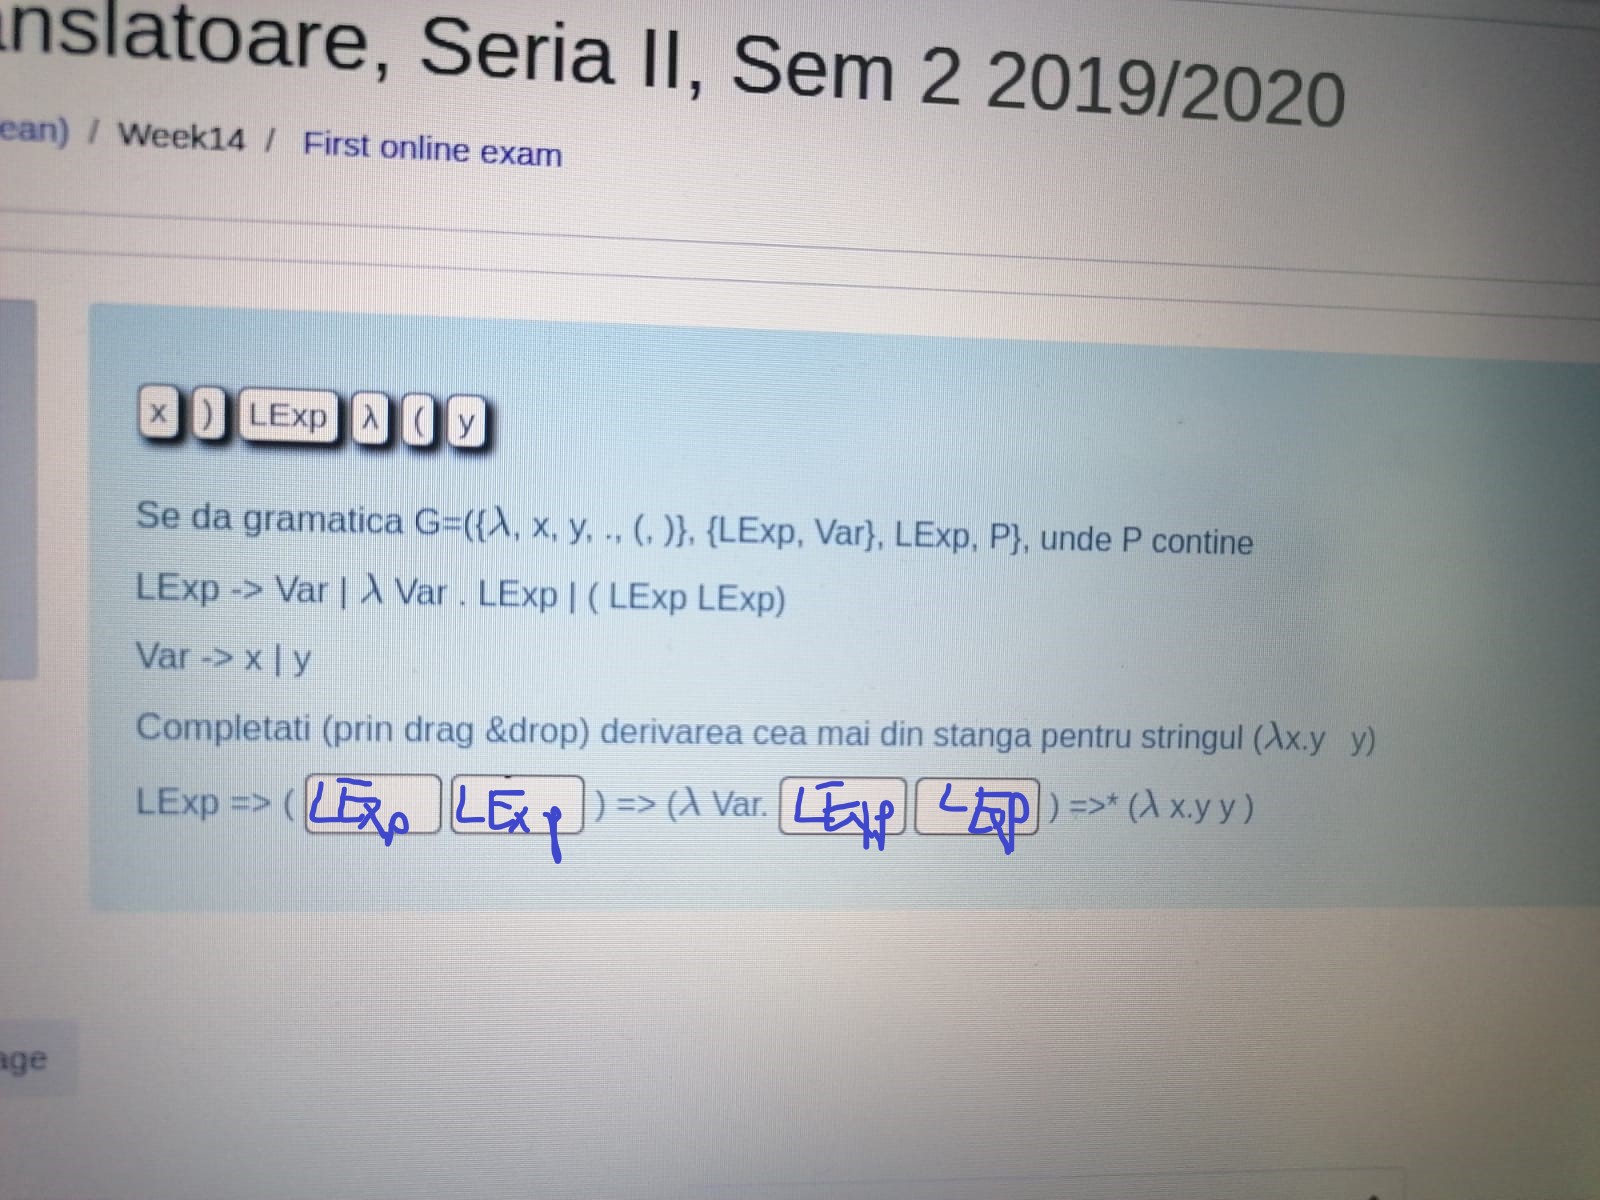 anslatoare, Seria II, Sem 2 2019/2020
ean) / Week14 / First online exam
x ) LExp λ ( y
Se da gramatica G=({λ, x, y, ., (, )}, {LExp, Var}, LExp, P}, unde P contine
LExp -> Var | λ Var . LExp | ( LExp LExp)
Var -> x | y
Completati (prin drag &drop) derivarea cea mai din stanga pentru stringul (λx.y y)
LExp => ( LExp LExp ) => (λ Var. LExp LExp ) =>* (λ x.y y )
age